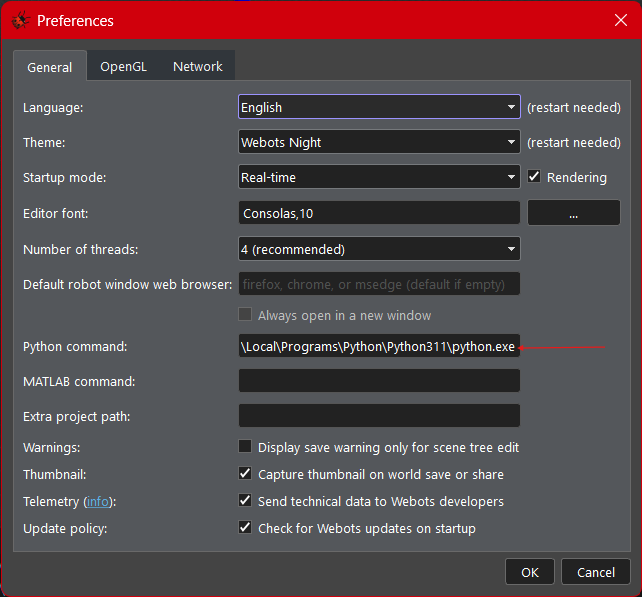 Preferences
General OpenGL Network
Language: English (restart needed)
Theme: Webots Night (restart needed)
Startup mode: Real-time Rendering
Editor font: Consolas,10 ...
Number of threads: 4 (recommended)
Default robot window web browser: firefox, chrome, or msedge (default if empty)
Always open in a new window
Python command: \Local\Programs\Python\Python311\python.exe
MATLAB command:
Extra project path:
Warnings: Display save warning only for scene tree edit
Thumbnail: Capture thumbnail on world save or share
Telemetry (info): Send technical data to Webots developers
Update policy: Check for Webots updates on startup
OK Cancel